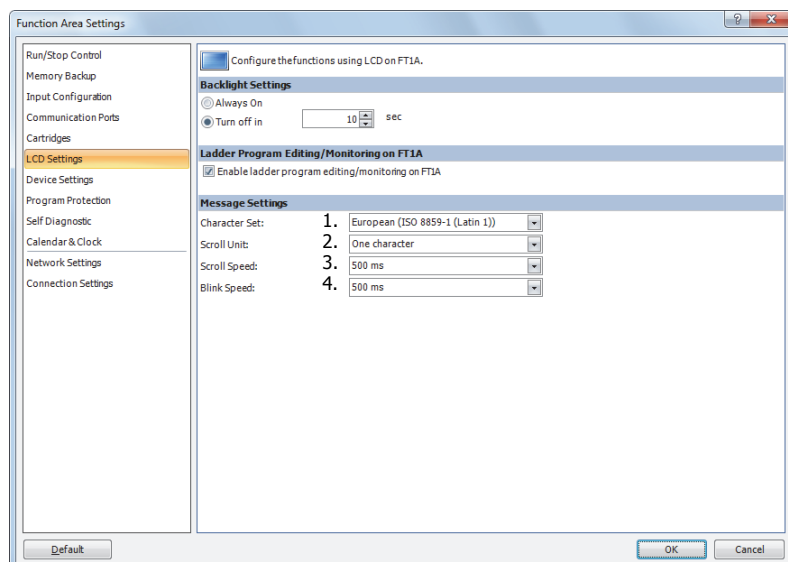 Function Area Settings
?
X
Run/Stop Control
Memory Backup
Input Configuration
Communication Ports
Cartridges
LCD Settings
Device Settings
Program Protection
Self Diagnostic
Calendar & Clock
Network Settings
Connection Settings
Configure the functions using LCD on FT1A.
Backlight Settings
Always On
Turn off in 10 sec
Ladder Program Editing/Monitoring on FT1A
Enable ladder program editing/monitoring on FT1A
Message Settings
Character Set: 1. European (ISO 8859-1 (Latin 1))
Scroll Unit: 2. One character
Scroll Speed: 3. 500 ms
Blink Speed: 4. 500 ms
Default
OK
Cancel